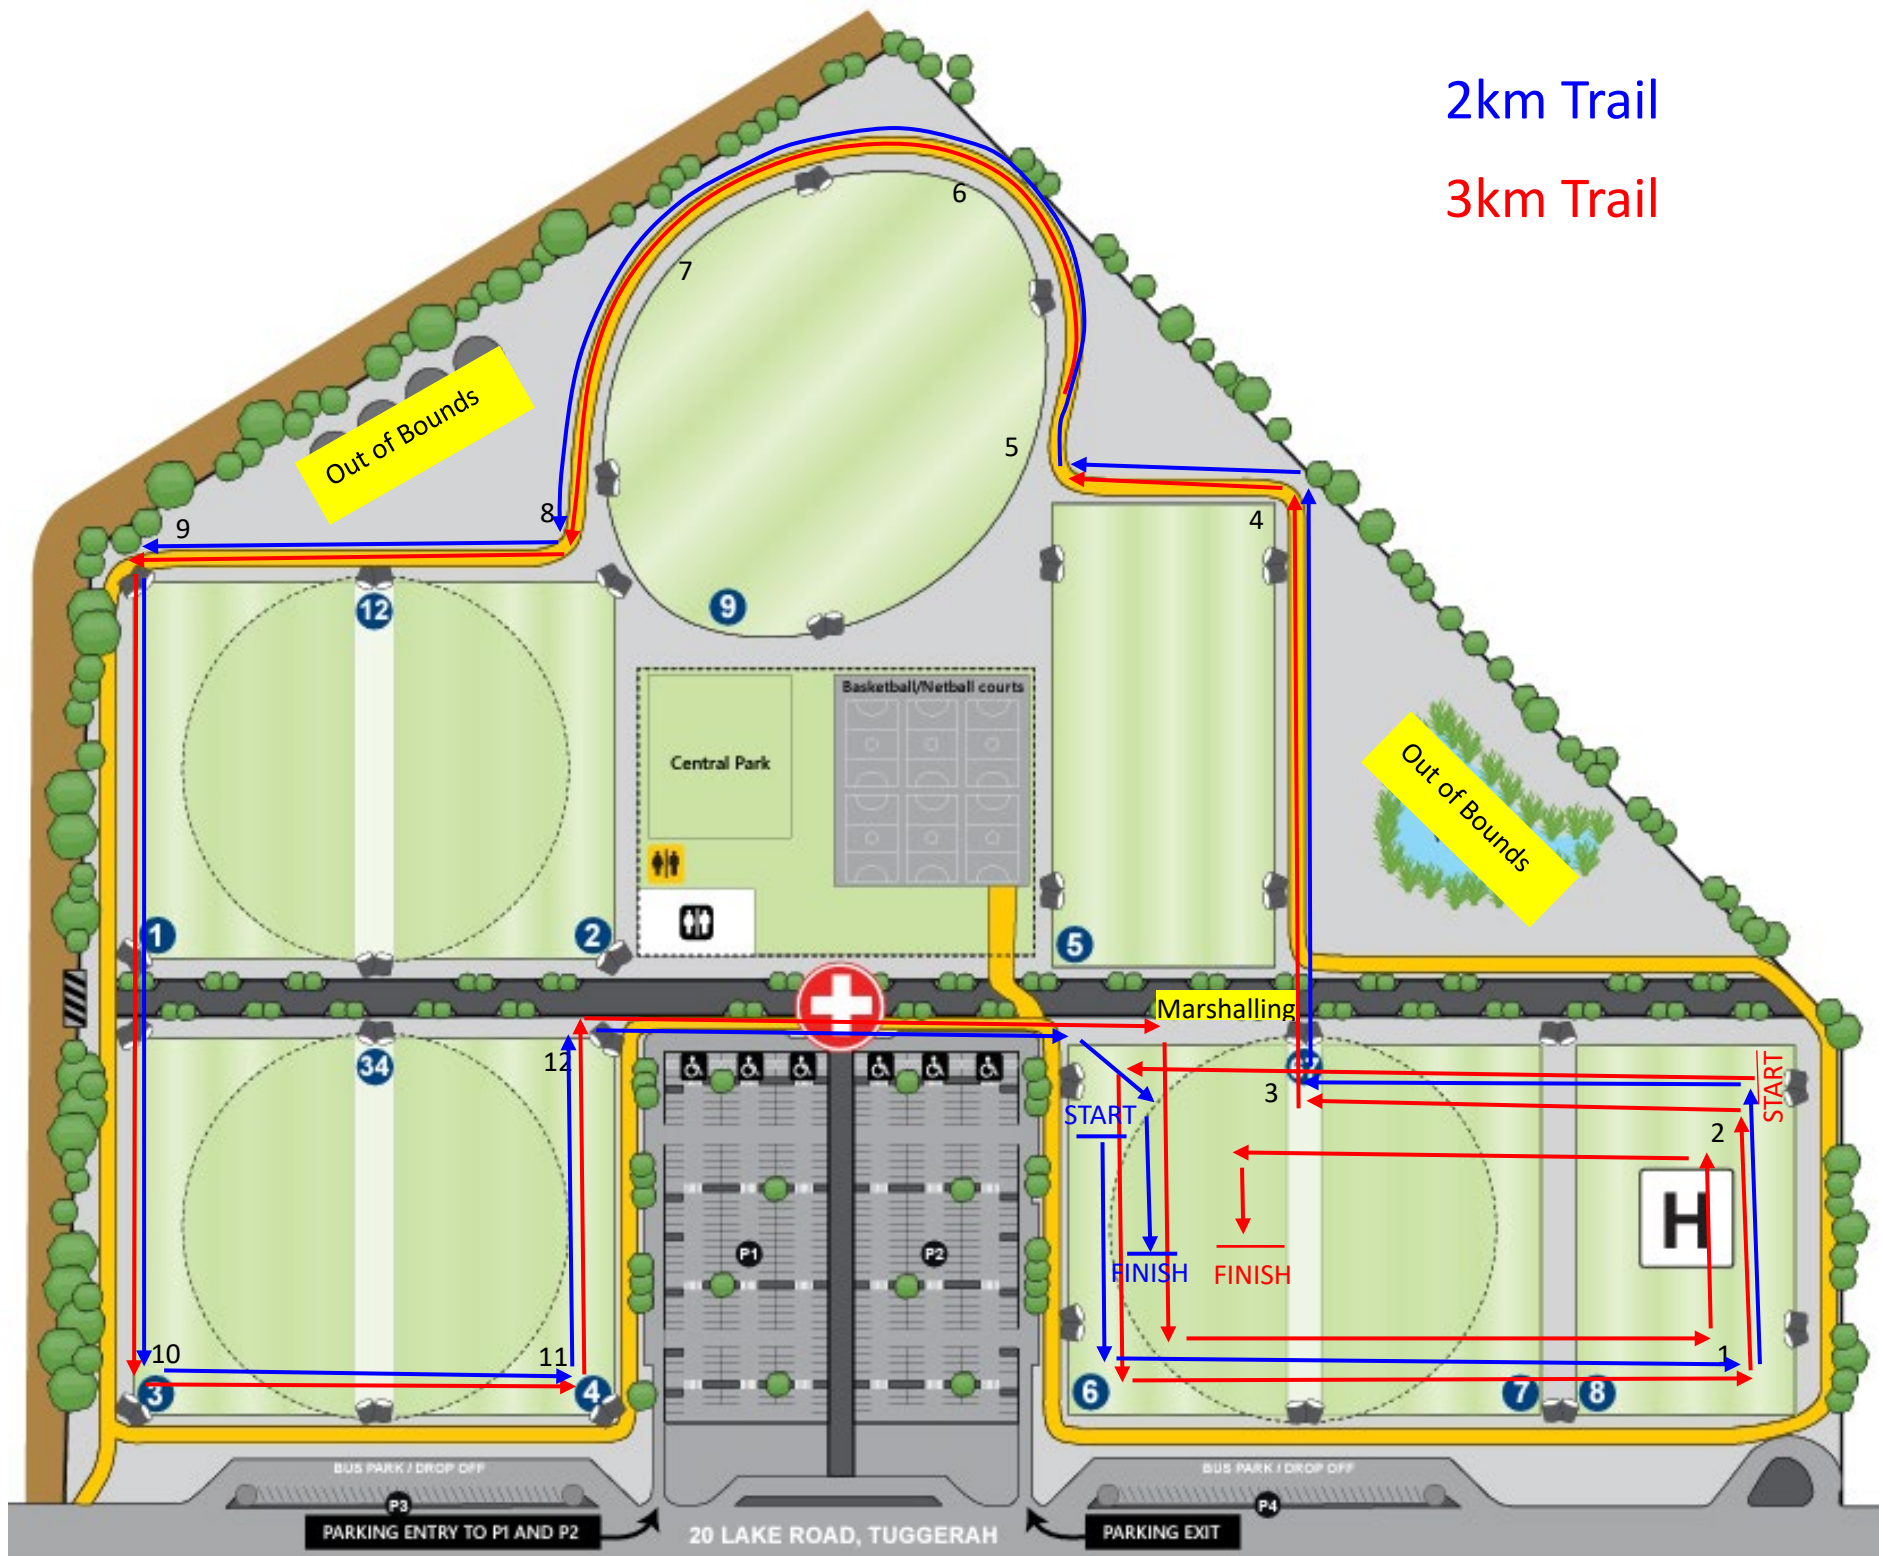 2km Trail
3km Trail
6
7
Out of Bounds
5
8
9
4
12
9
Basketball/Netball courts
Central Park
Out of Bounds
1
2
5
Marshalling
34
12
3
START
START
2
P1
P2
H
FINISH
FINISH
10
11
1
3
4
6
7
8
BUS PARK / DROP OFF
BUS PARK / DROP OFF
P3
P4
PARKING ENTRY TO P1 AND P2
20 LAKE ROAD, TUGGERAH
PARKING EXIT